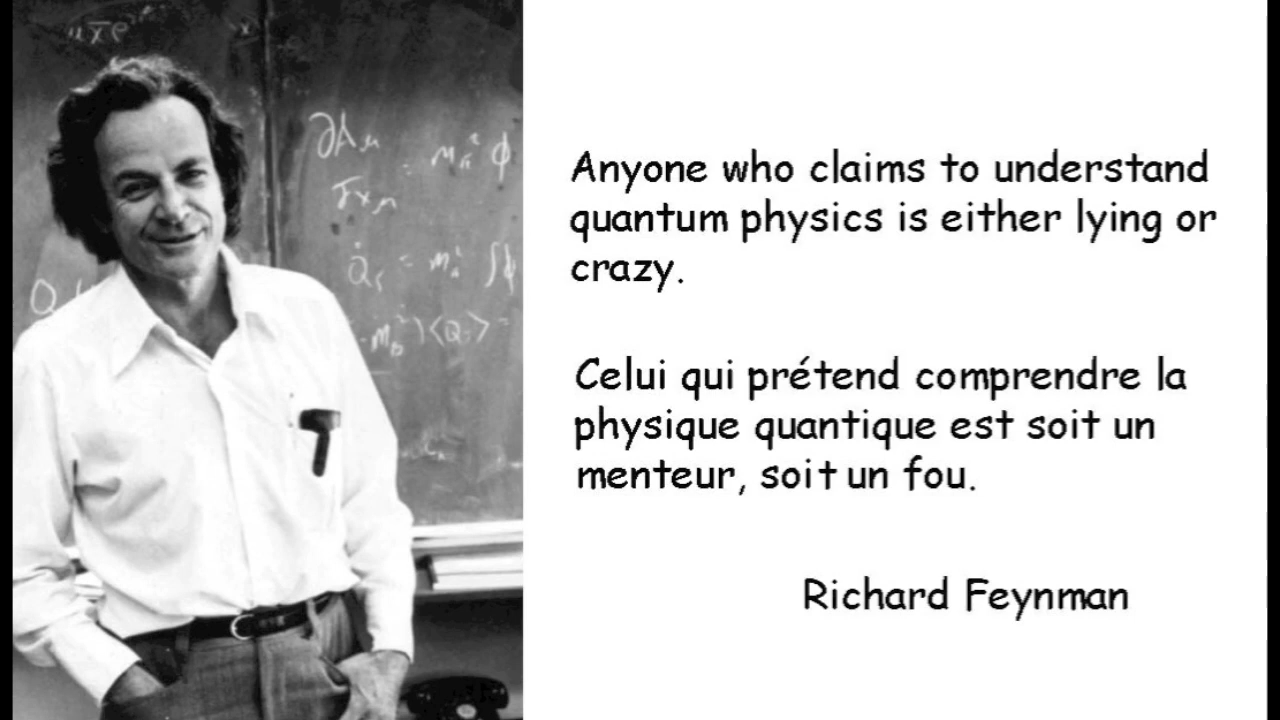 Anyone who claims to understand
quantum physics is either lying or
crazy.
Celui qui prétend comprendre la
physique quantique est soit un
menteur, soit un fou.
Richard Feynman